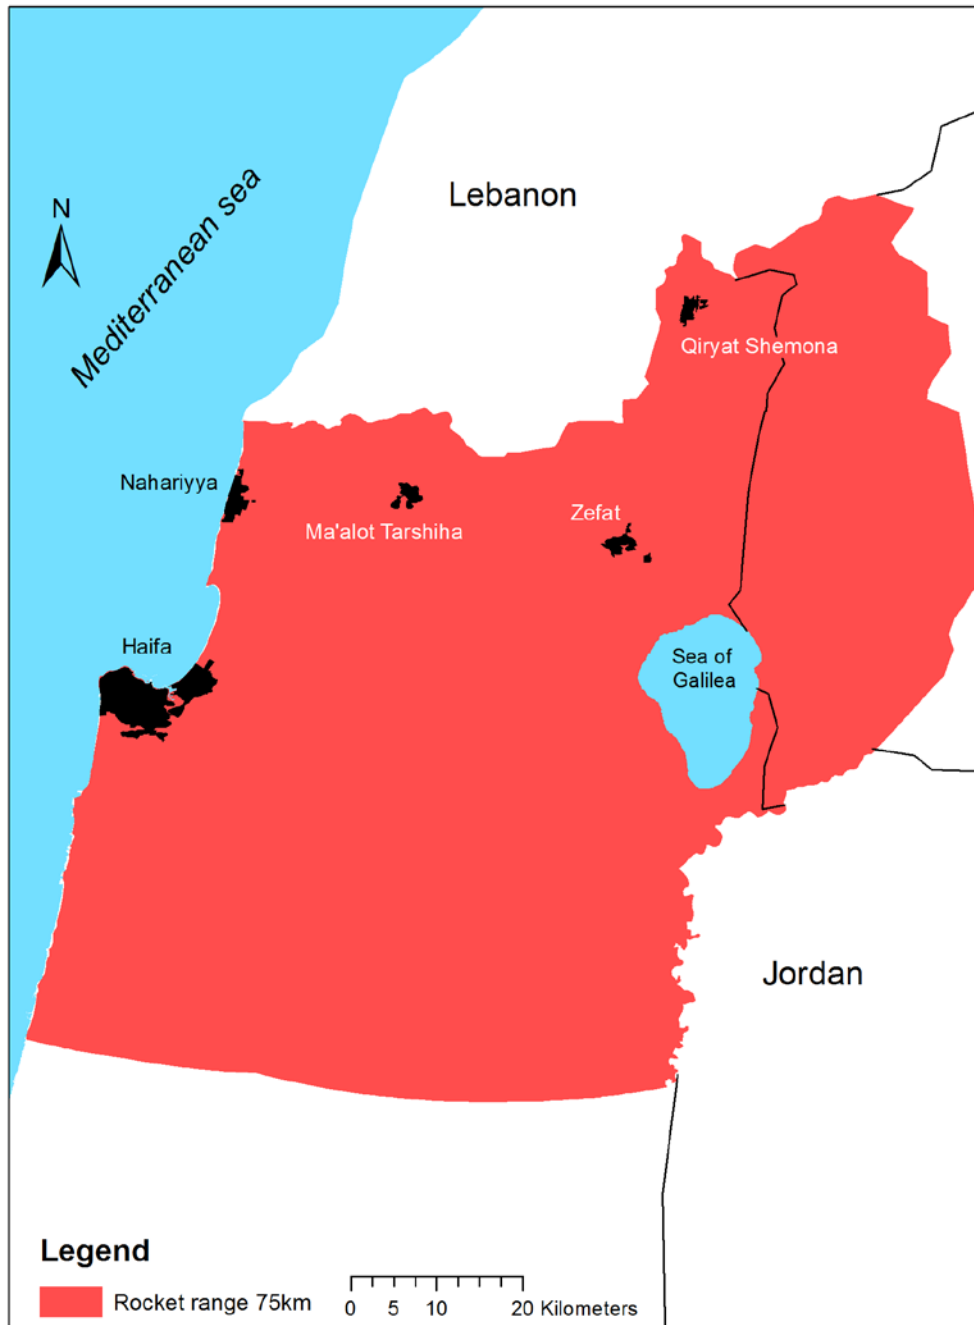 N
Mediterranean sea
Lebanon
Qiryat Shemona
Nahariyya
Ma'alot Tarshiha
Zefat
Haifa
Sea of
Galilea
Jordan
Legend
Rocket range 75km
0 5 10 20 Kilometers